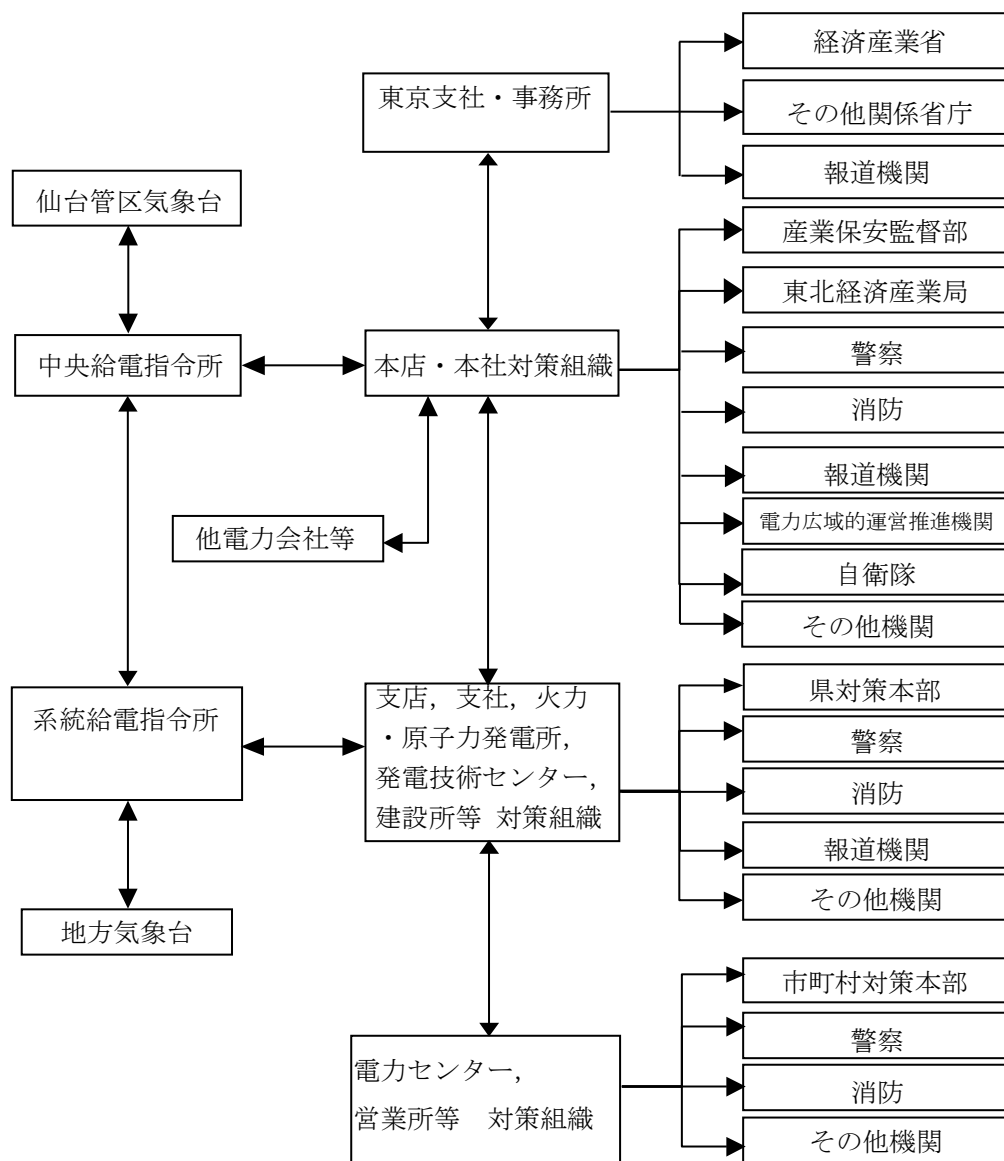 経済産業省
東京支社・事務所
その他関係省庁
報道機関
仙台管区気象台
産業保安監督部
東北経済産業局
中央給電指令所
本店・本社対策組織
警察
消防
報道機関
他電力会社等
電力広域的運営推進機関
自衛隊
その他機関
系統給電指令所
支店，支社，火力
・原子力発電所，
発電技術センター，
建設所等 対策組織
県対策本部
警察
消防
報道機関
その他機関
地方気象台
市町村対策本部
電力センター，
営業所等　対策組織
警察
消防
その他機関